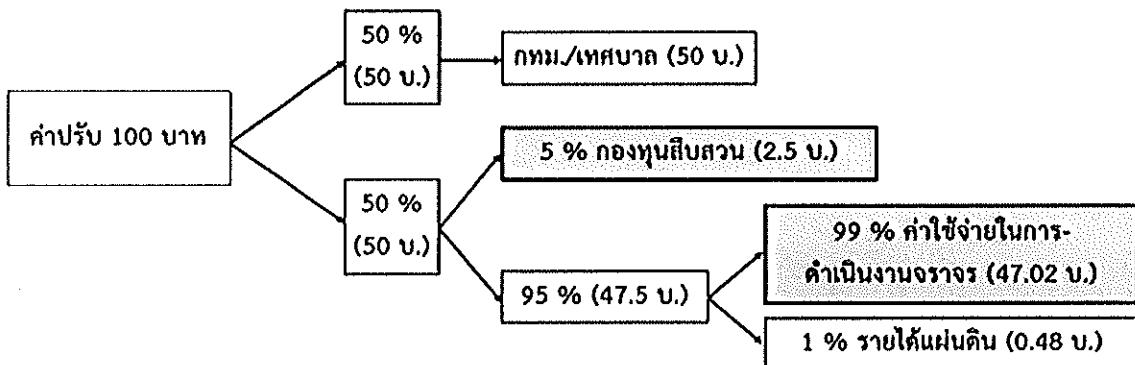 50 %
(50 บ.)
กทม./เทศบาล (50 บ.)
ค่าปรับ 100 บาท
5 % กองทุนสืบสวน (2.5 บ.)
50 %
(50 บ.)
99 % ค่าใช้จ่ายในการ-
ดำเนินงานจราจร (47.02 บ.)
95 % (47.5 บ.)
1 % รายได้แผ่นดิน (0.48 บ.)